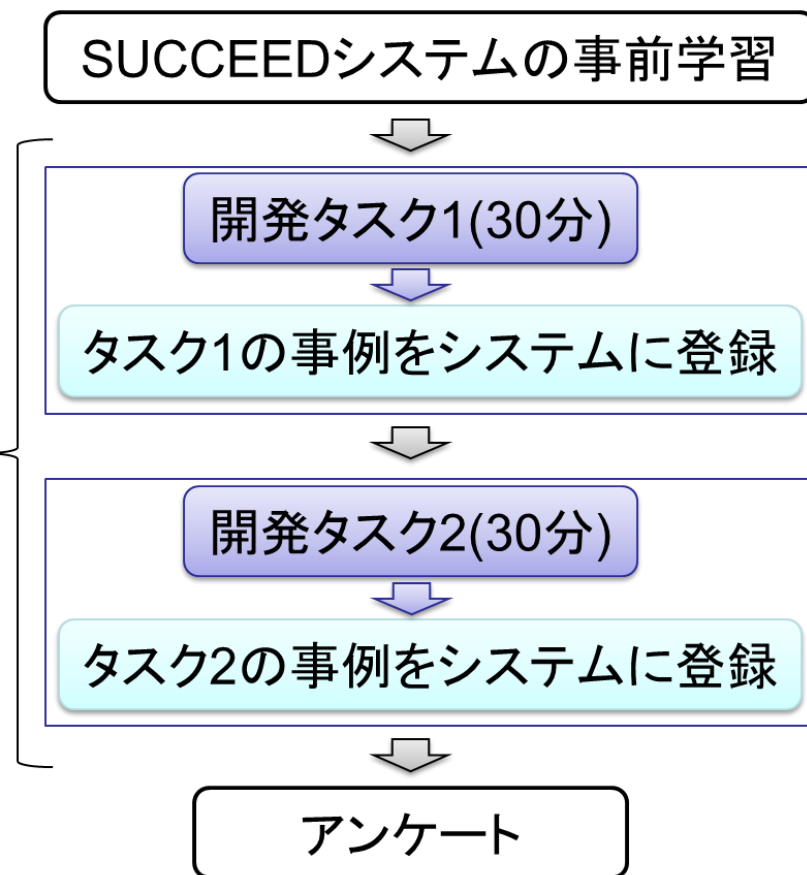 SUCCEEDシステムの事前学習
開発タスク1(30分)
タスク1の事例をシステムに登録
開発タスク2(30分)
タスク2の事例をシステムに登録
アンケート